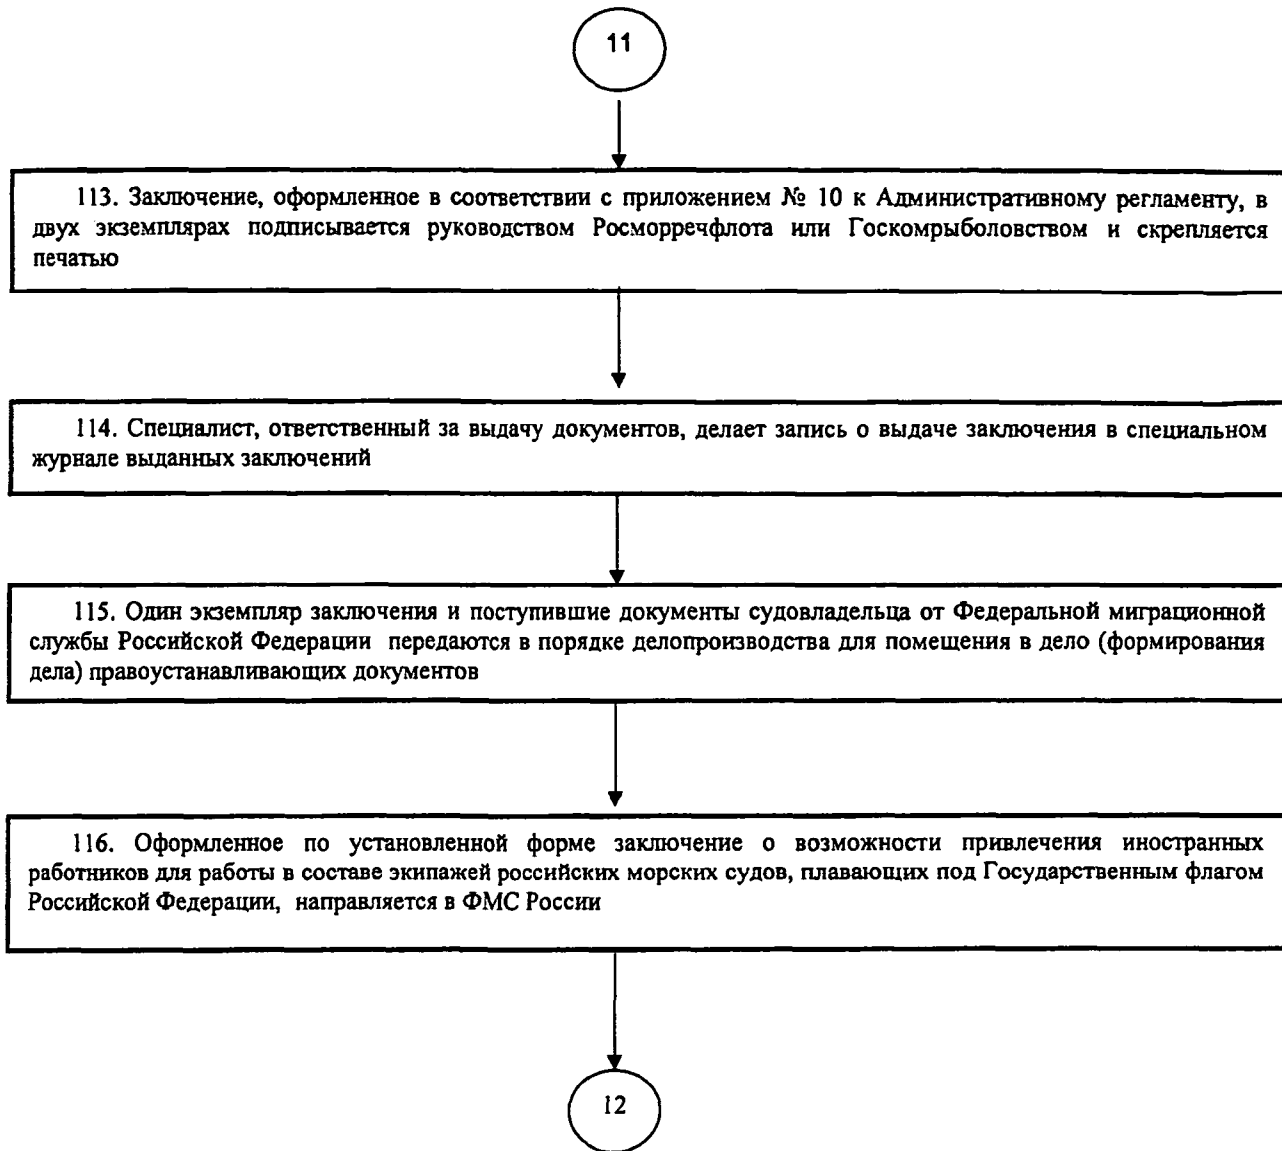 11
113. Заключение, оформленное в соответствии с приложением № 10 к Административному регламенту, в
двух экземплярах подписывается руководством Росморречфлота или Госкомрыболовством и скрепляется
печатью
114. Специалист, ответственный за выдачу документов, делает запись о выдаче заключения в специальном
журнале выданных заключений
115. Один экземпляр заключения и поступившие документы судовладельца от Федеральной миграционной
службы Российской Федерации передаются в порядке делопроизводства для помещения в дело (формирования
дела) правоустанавливающих документов
116. Оформленное по установленной форме заключение о возможности привлечения иностранных
работников для работы в составе экипажей российских морских судов, плавающих под Государственным флагом
Российской Федерации, направляется в ФМС России
12